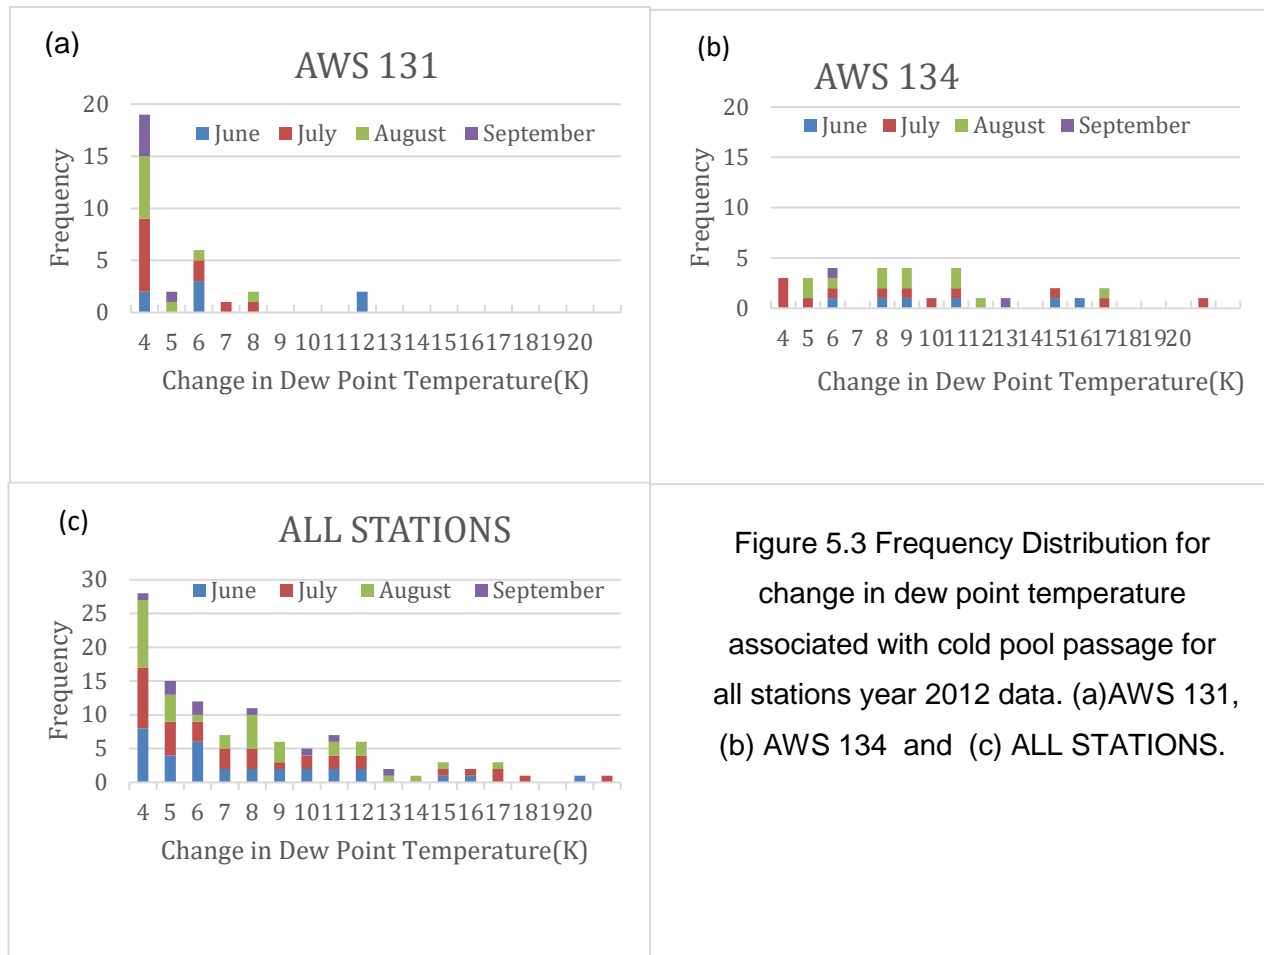 (a)
AWS 131
20
June July August September
15
10
5
0
Frequency
4 5 6 7 8 9 1011121314151617181920
Change in Dew Point Temperature(K)
(b)
AWS 134
20
June July August September
15
10
5
0
Frequency
4 5 6 7 8 9 1011121314151617181920
Change in Dew Point Temperature(K)
(c)
ALL STATIONS
30
June July August September
25
20
15
10
5
0
Frequency
4 5 6 7 8 9 1011121314151617181920
Change in Dew Point Temperature(K)
Figure 5.3 Frequency Distribution for
change in dew point temperature
associated with cold pool passage for
all stations year 2012 data. (a)AWS 131,
(b) AWS 134 and (c) ALL STATIONS.